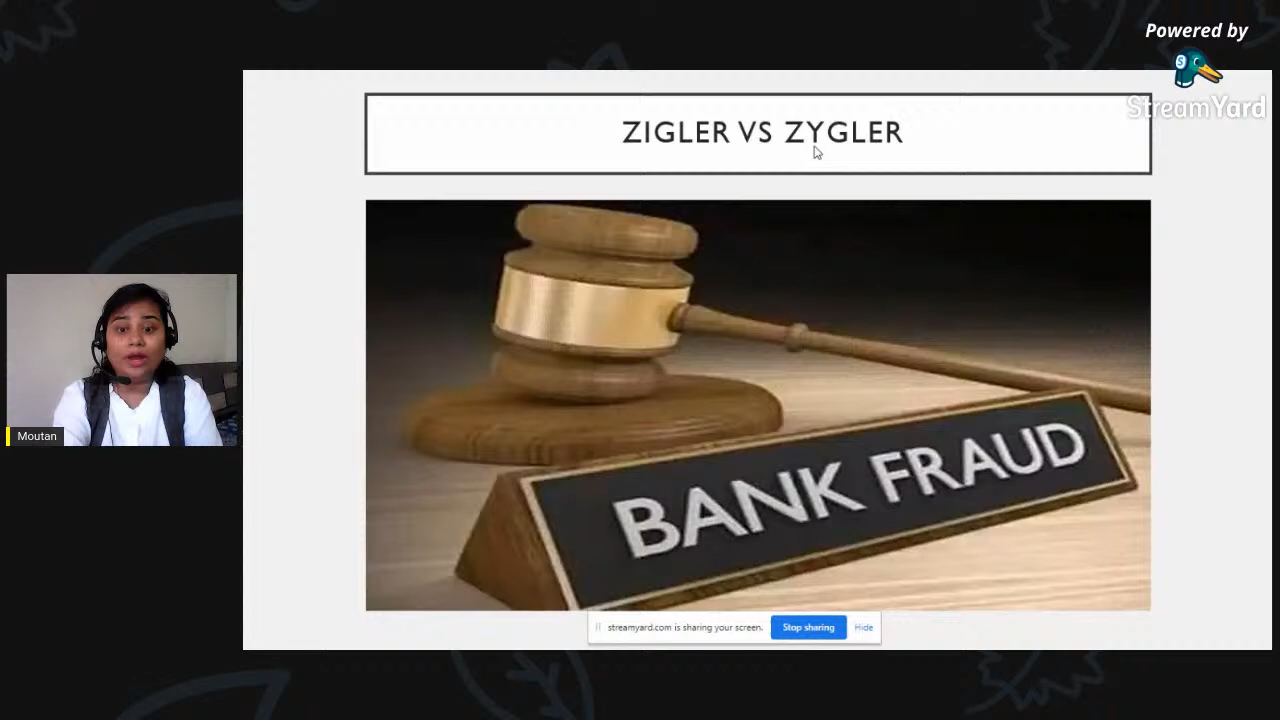 Powered by
StreamYard
ZIGLER VS ZYGLER
BANK FRAUD
Moutan
streamyard.com is sharing your screen.
Stop sharing
Hide